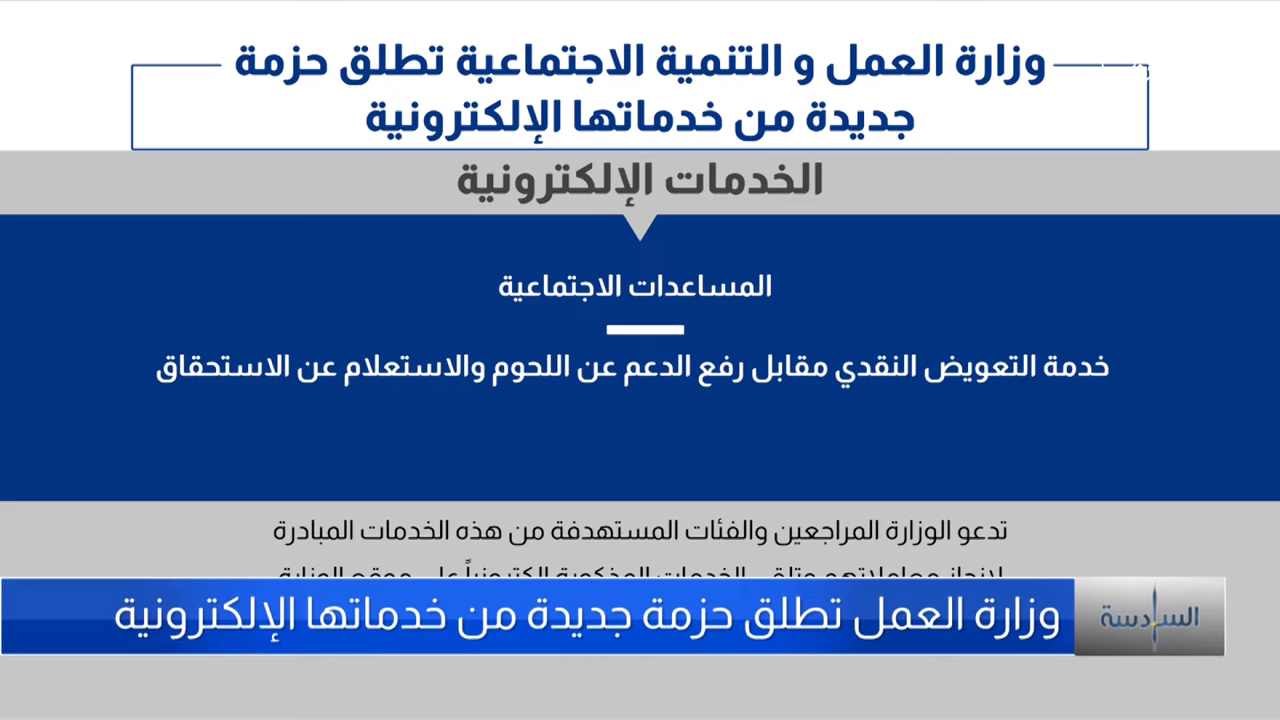 وزارة العمل و التنمية الاجتماعية تطلق حزمة
جديدة من خدماتها الإلكترونية
الخدمات الإلكترونية
المساعدات الاجتماعية
خدمة التعويض النقدي مقابل رفع الدعم عن اللحوم والاستعلام عن الاستحقاق
تدعو الوزارة المراجعين والفئات المستهدفة من هذه الخدمات المبادرة
وزارة العمل تطلق حزمة جديدة من خدماتها الإلكترونية
السادسة